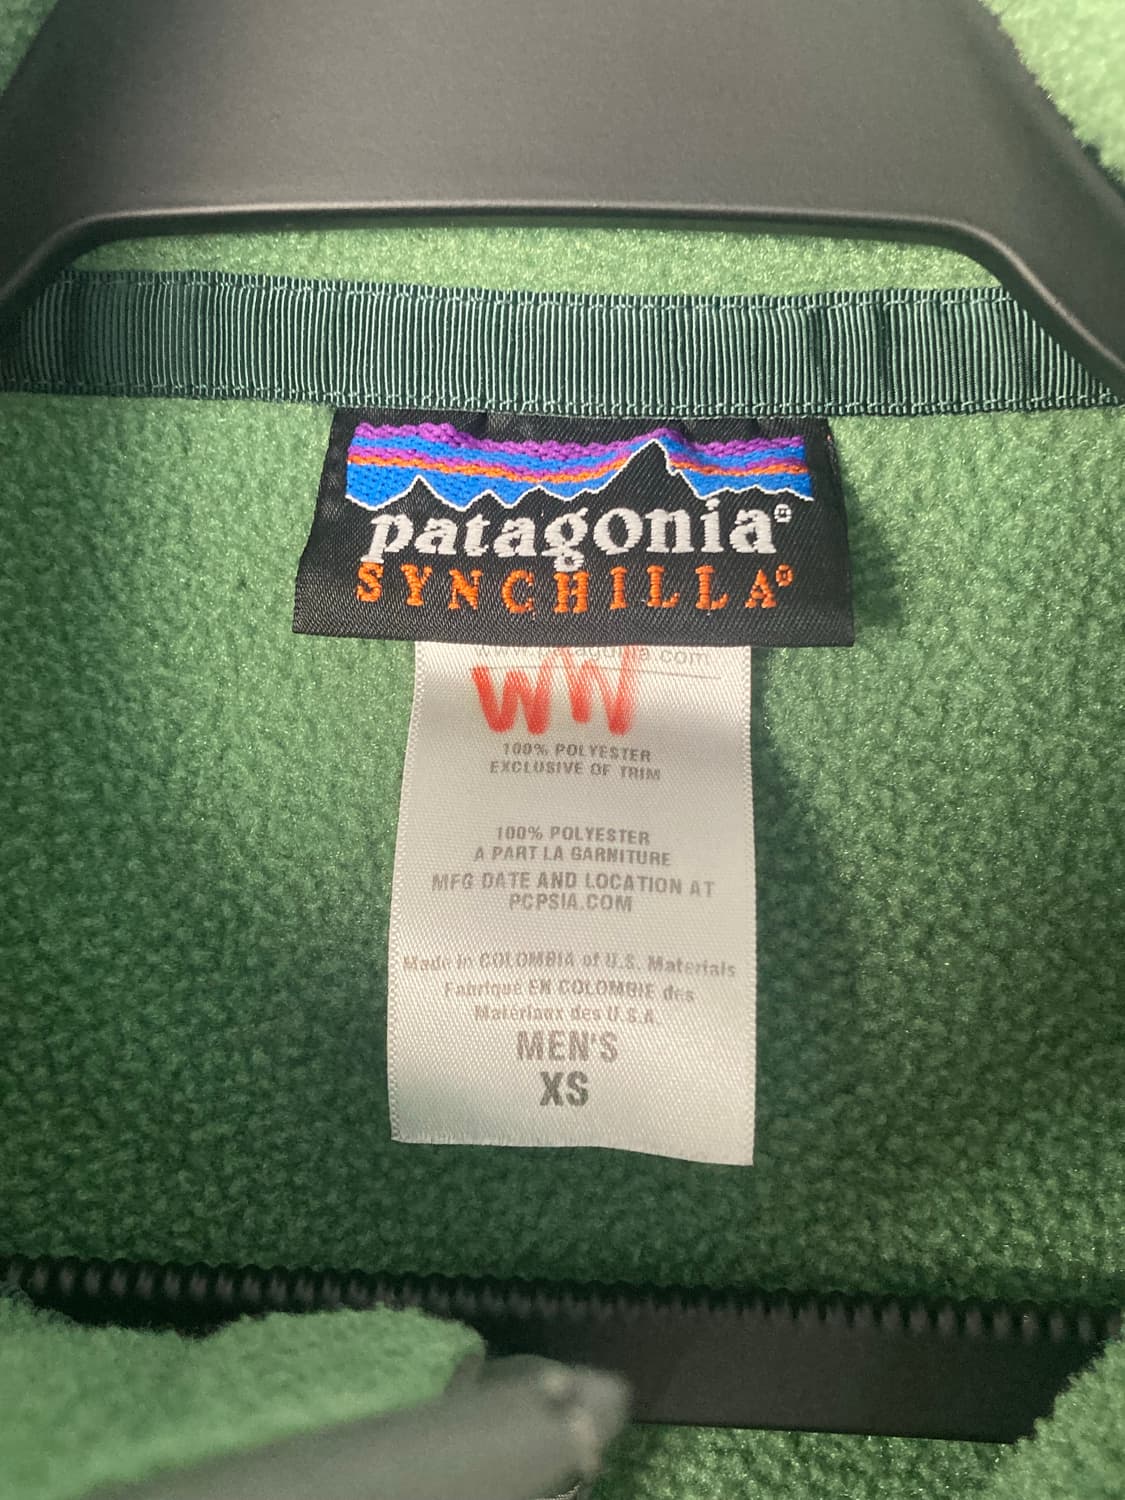 patagonia®
SYNCHILLA®
WW
100% POLYESTER
EXCLUSIVE OF TRIM
100% POLYESTER
A PART LA GARNITURE
MFG DATE AND LOCATION AT
PCPSIA.COM
Made in COLOMBIA of U.S. Materials
Fabriqué EN COLOMBIE des
Matériaux des U.S.A.
MEN'S
XS